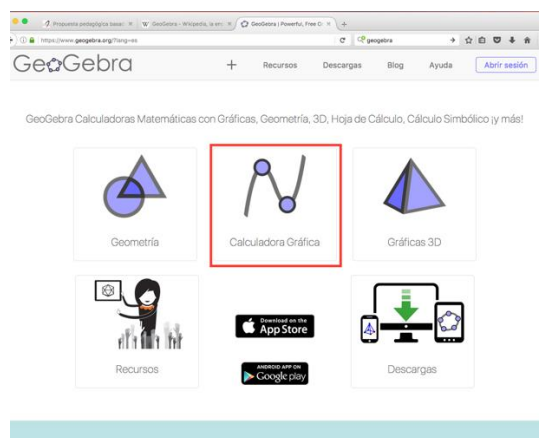 Propuesta pedagógica basad
GeoGebra - Wikipedia, la en
GeoGebra | Powerful, Free O
https://www.geogebra.org/?lang=es
geogebra
GeoGebra
+ Recursos Descargas Blog Ayuda Abrir sesión
GeoGebra Calculadoras Matemáticas con Gráficas, Geometría, 3D, Hoja de Cálculo, Cálculo Simbólico ¡y más!
Geometría
Calculadora Gráfica
Gráficas 3D
Recursos
Download on the
App Store
ANDROID APP ON
Google play
Descargas